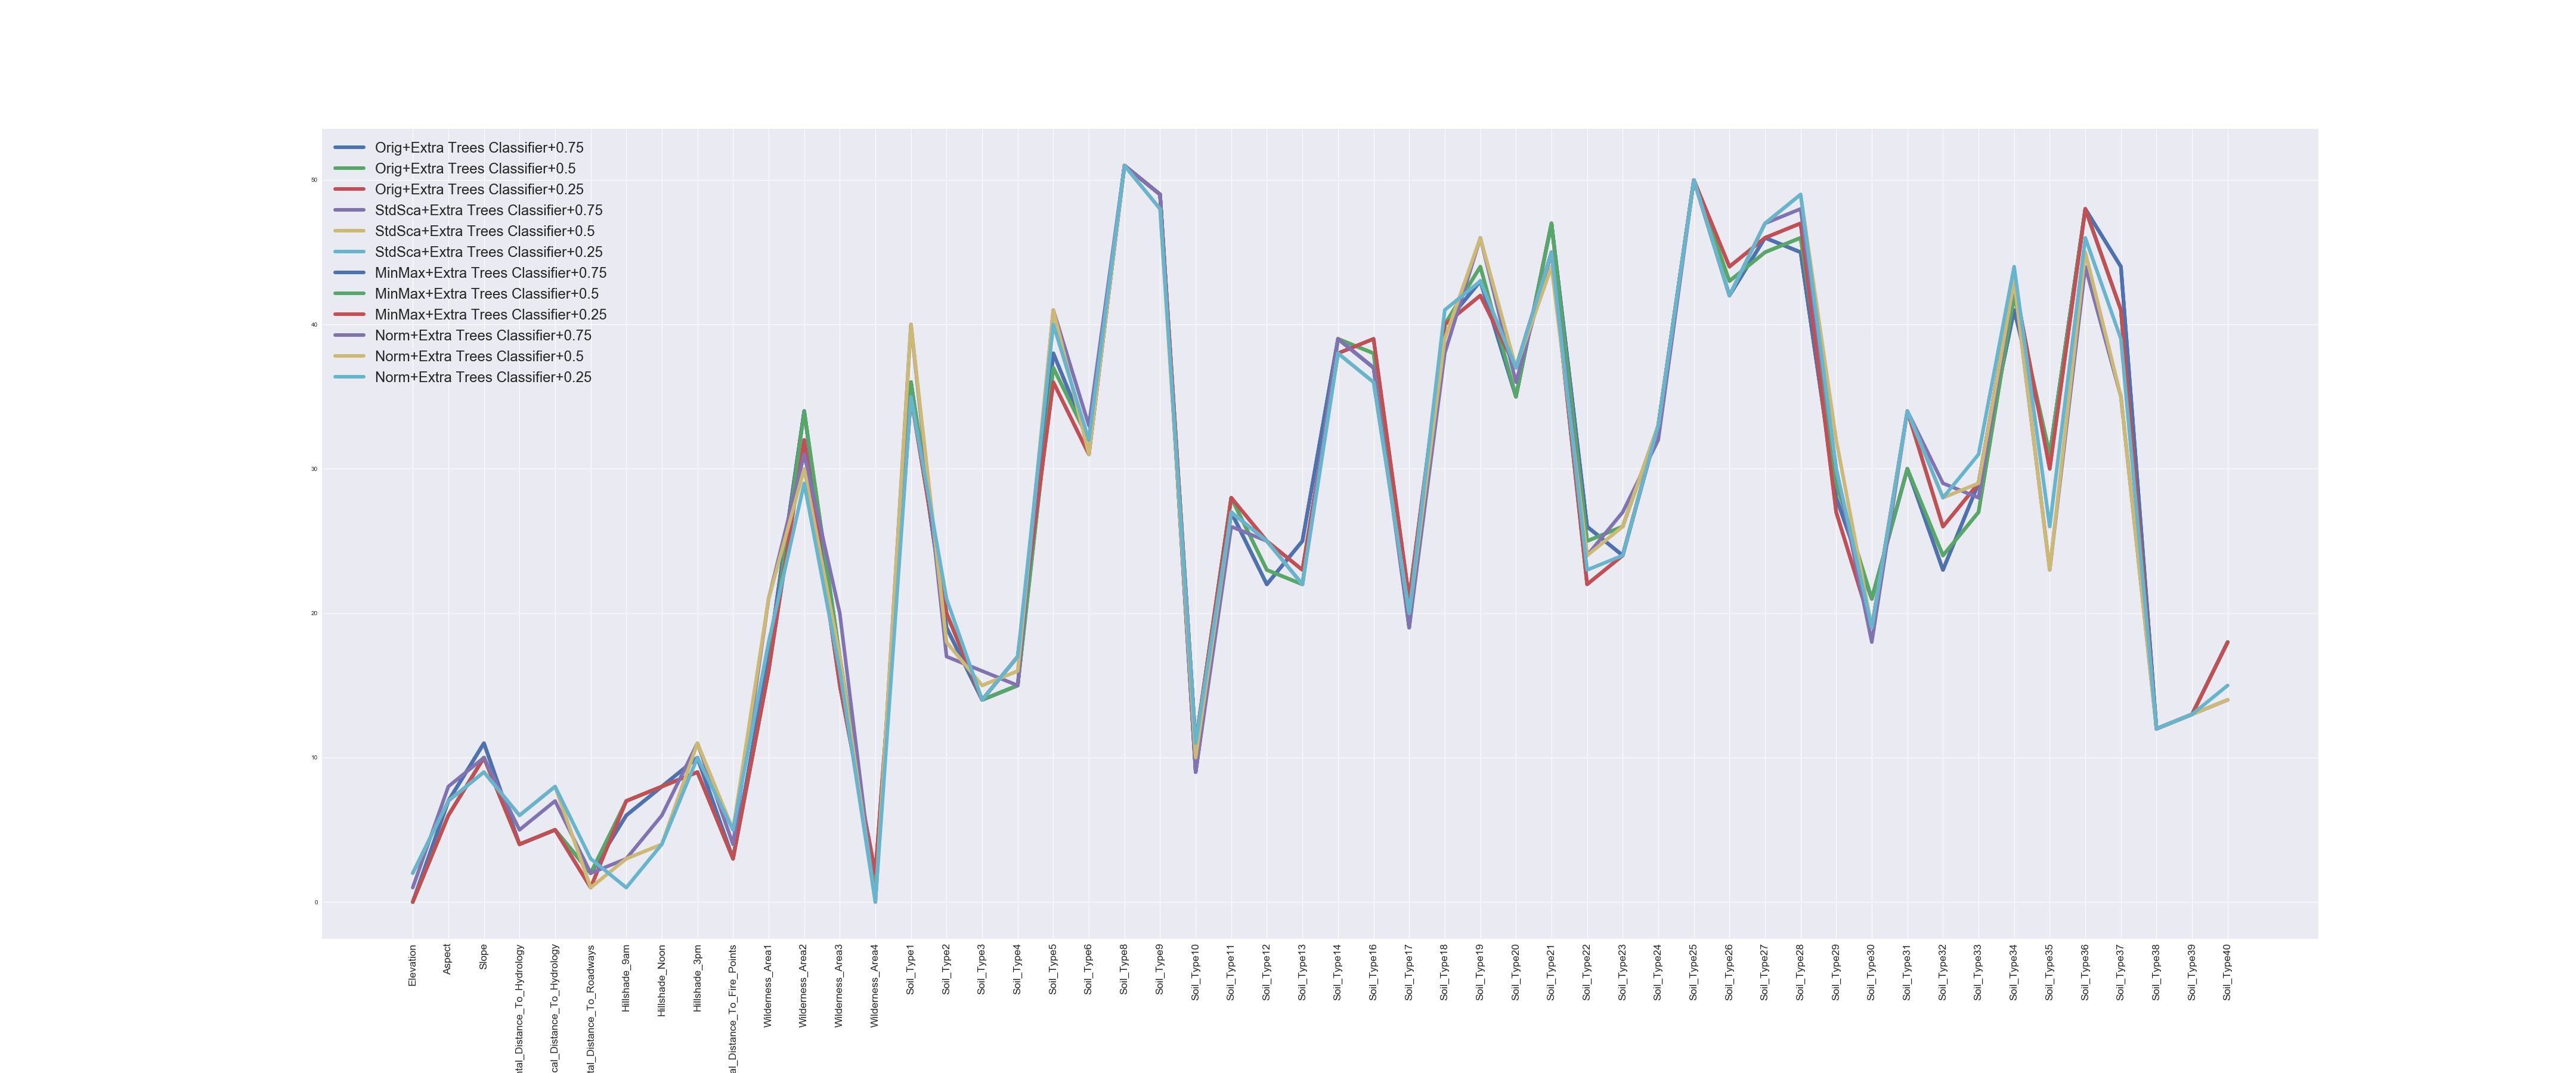 Orig+Extra Trees Classifier+0.75
Orig+Extra Trees Classifier+0.5
Orig+Extra Trees Classifier+0.25
StdSca+Extra Trees Classifier+0.75
StdSca+Extra Trees Classifier+0.5
StdSca+Extra Trees Classifier+0.25
MinMax+Extra Trees Classifier+0.75
MinMax+Extra Trees Classifier+0.5
MinMax+Extra Trees Classifier+0.25
Norm+Extra Trees Classifier+0.75
Norm+Extra Trees Classifier+0.5
Norm+Extra Trees Classifier+0.25
50
40
30
20
10
0
Elevation
Aspect
Slope
ntal_Distance_To_Hydrology
cal_Distance_To_Hydrology
tal_Distance_To_Roadways
Hillshade_9am
Hillshade_Noon
Hillshade_3pm
al_Distance_To_Fire_Points
Wilderness_Area1
Wilderness_Area2
Wilderness_Area3
Wilderness_Area4
Soil_Type1
Soil_Type2
Soil_Type3
Soil_Type4
Soil_Type5
Soil_Type6
Soil_Type8
Soil_Type9
Soil_Type10
Soil_Type11
Soil_Type12
Soil_Type13
Soil_Type14
Soil_Type16
Soil_Type17
Soil_Type18
Soil_Type19
Soil_Type20
Soil_Type21
Soil_Type22
Soil_Type23
Soil_Type24
Soil_Type25
Soil_Type26
Soil_Type27
Soil_Type28
Soil_Type29
Soil_Type30
Soil_Type31
Soil_Type32
Soil_Type33
Soil_Type34
Soil_Type35
Soil_Type36
Soil_Type37
Soil_Type38
Soil_Type39
Soil_Type40